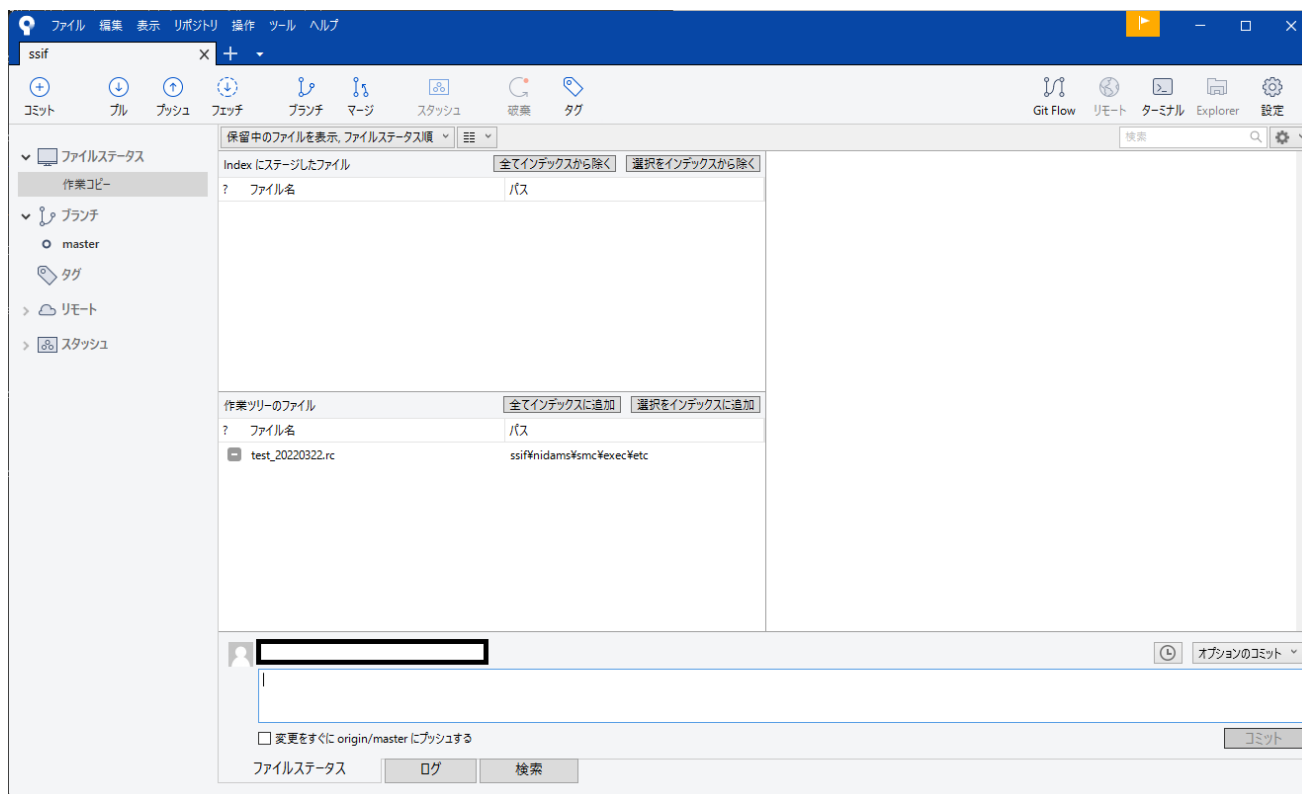 ファイル 編集 表示 リポジトリ 操作 ツール ヘルプ
ssif
コミット プル プッシュ フェッチ ブランチ マージ スタッシュ 破棄 タグ Git Flow リモート ターミナル Explorer 設定
保留中のファイルを表示, ファイルステータス順 検索
ファイルステータス
作業コピー
ブランチ
master
タグ
リモート
スタッシュ
Index にステージしたファイル 全てインデックスから除く 選択をインデックスから除く
? ファイル名 パス
作業ツリーのファイル 全てインデックスに追加 選択をインデックスに追加
? ファイル名 パス
test_20220322.rc ssif¥nidams¥smc¥exec¥etc
オプションのコミット
変更をすぐに origin/master にプッシュする
コミット
ファイルステータス ログ 検索